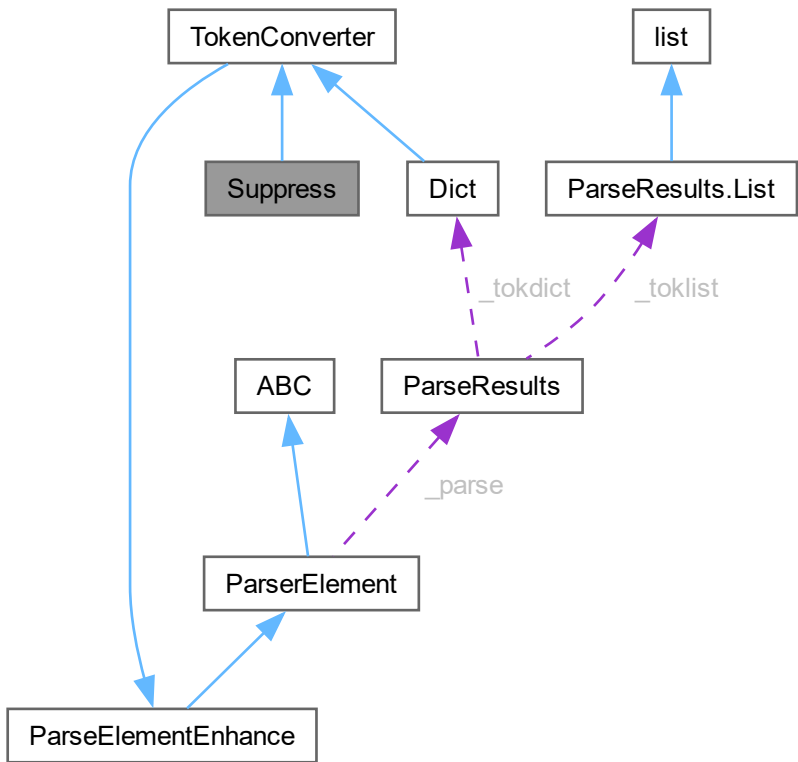 TokenConverter
list
Suppress
Dict
ParseResults.List
_tokdict
_toklist
ABC
ParseResults
_parse
ParserElement
ParseElementEnhance